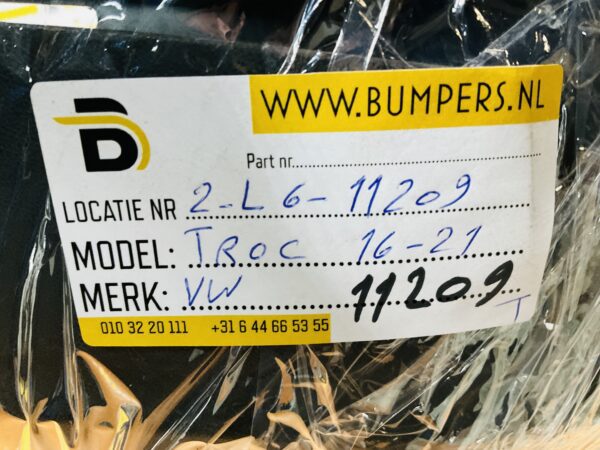 WWW.BUMPERS.NL
B
Part nr.
LOCATIE NR 2-L6-11209
MODEL: TROC 16-21
MERK: VW 11209
T
010 32 20 111 +31 6 44 66 53 55